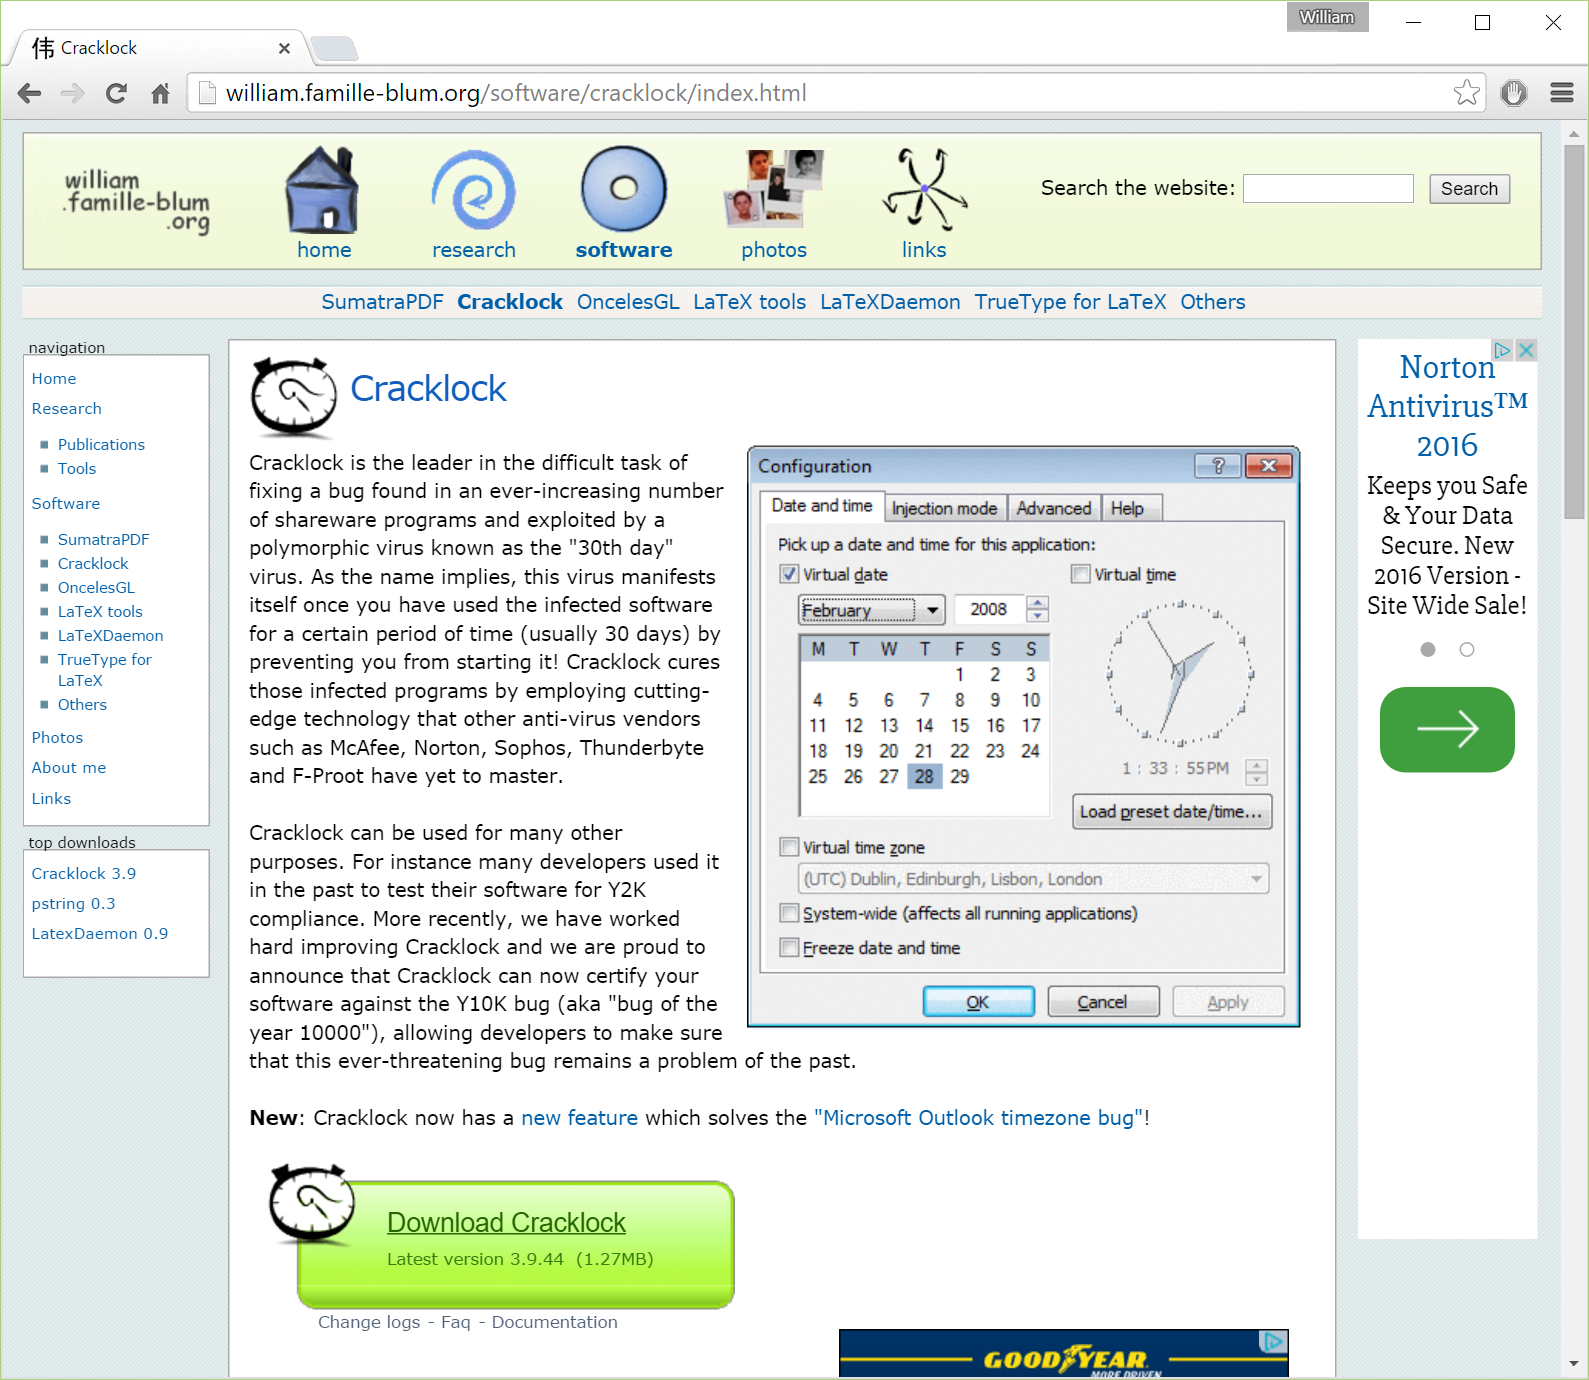 William
伟 Cracklock
william.famille-blum.org/software/cracklock/index.html
william
.famille-blum
.org
home
research
software
photos
links
Search the website:
Search
SumatraPDF Cracklock OncelesGL LaTeX tools LaTeXDaemon TrueType for LaTeX Others
navigation
Home
Research
Publications
Tools
Software
SumatraPDF
Cracklock
OncelesGL
LaTeX tools
LaTeXDaemon
TrueType for
LaTeX
Others
Photos
About me
Links
top downloads
Cracklock 3.9
pstring 0.3
LatexDaemon 0.9
Cracklock
Cracklock is the leader in the difficult task of
fixing a bug found in an ever-increasing number
of shareware programs and exploited by a
polymorphic virus known as the "30th day"
virus. As the name implies, this virus manifests
itself once you have used the infected software
for a certain period of time (usually 30 days) by
preventing you from starting it! Cracklock cures
those infected programs by employing cutting-
edge technology that other anti-virus vendors
such as McAfee, Norton, Sophos, Thunderbyte
and F-Proot have yet to master.
Cracklock can be used for many other
purposes. For instance many developers used it
in the past to test their software for Y2K
compliance. More recently, we have worked
hard improving Cracklock and we are proud to
announce that Cracklock can now certify your
software against the Y10K bug (aka "bug of the
year 10000"), allowing developers to make sure
that this ever-threatening bug remains a problem of the past.
New: Cracklock now has a new feature which solves the "Microsoft Outlook timezone bug"!
Download Cracklock
Latest version 3.9.44 (1.27MB)
Change logs - Faq - Documentation
Configuration
?
Date and time
Injection mode
Advanced
Help
Pick up a date and time for this application:
Virtual date
Virtual time
February
2008
M T W T F S S
1 2 3
4 5 6 7 8 9 10
11 12 13 14 15 16 17
18 19 20 21 22 23 24
25 26 27 28 29
1 : 33 : 55 PM
Load preset date/time...
Virtual time zone
(UTC) Dublin, Edinburgh, Lisbon, London
System-wide (affects all running applications)
Freeze date and time
OK
Cancel
Apply
Norton
Antivirus™
2016
Keeps you Safe
& Your Data
Secure. New
2016 Version -
Site Wide Sale!
GOODYEAR
MORE DRIVEN